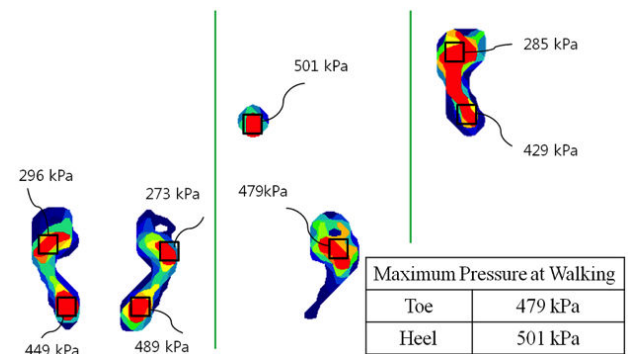 285 kPa
501 kPa
429 kPa
296 kPa
273 kPa
479kPa
449 kPa
489 kPa
Maximum Pressure at Walking
Toe 479 kPa
Heel 501 kPa